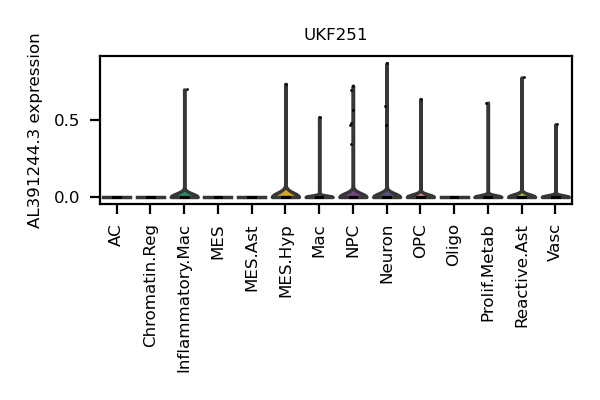 UKF251
AL391244.3 expression
0.5
0.0
AC
Chromatin.Reg
Inflammatory.Mac
MES
MES.Ast
MES.Hyp
Mac
NPC
Neuron
OPC
Oligo
Prolif.Metab
Reactive.Ast
Vasc